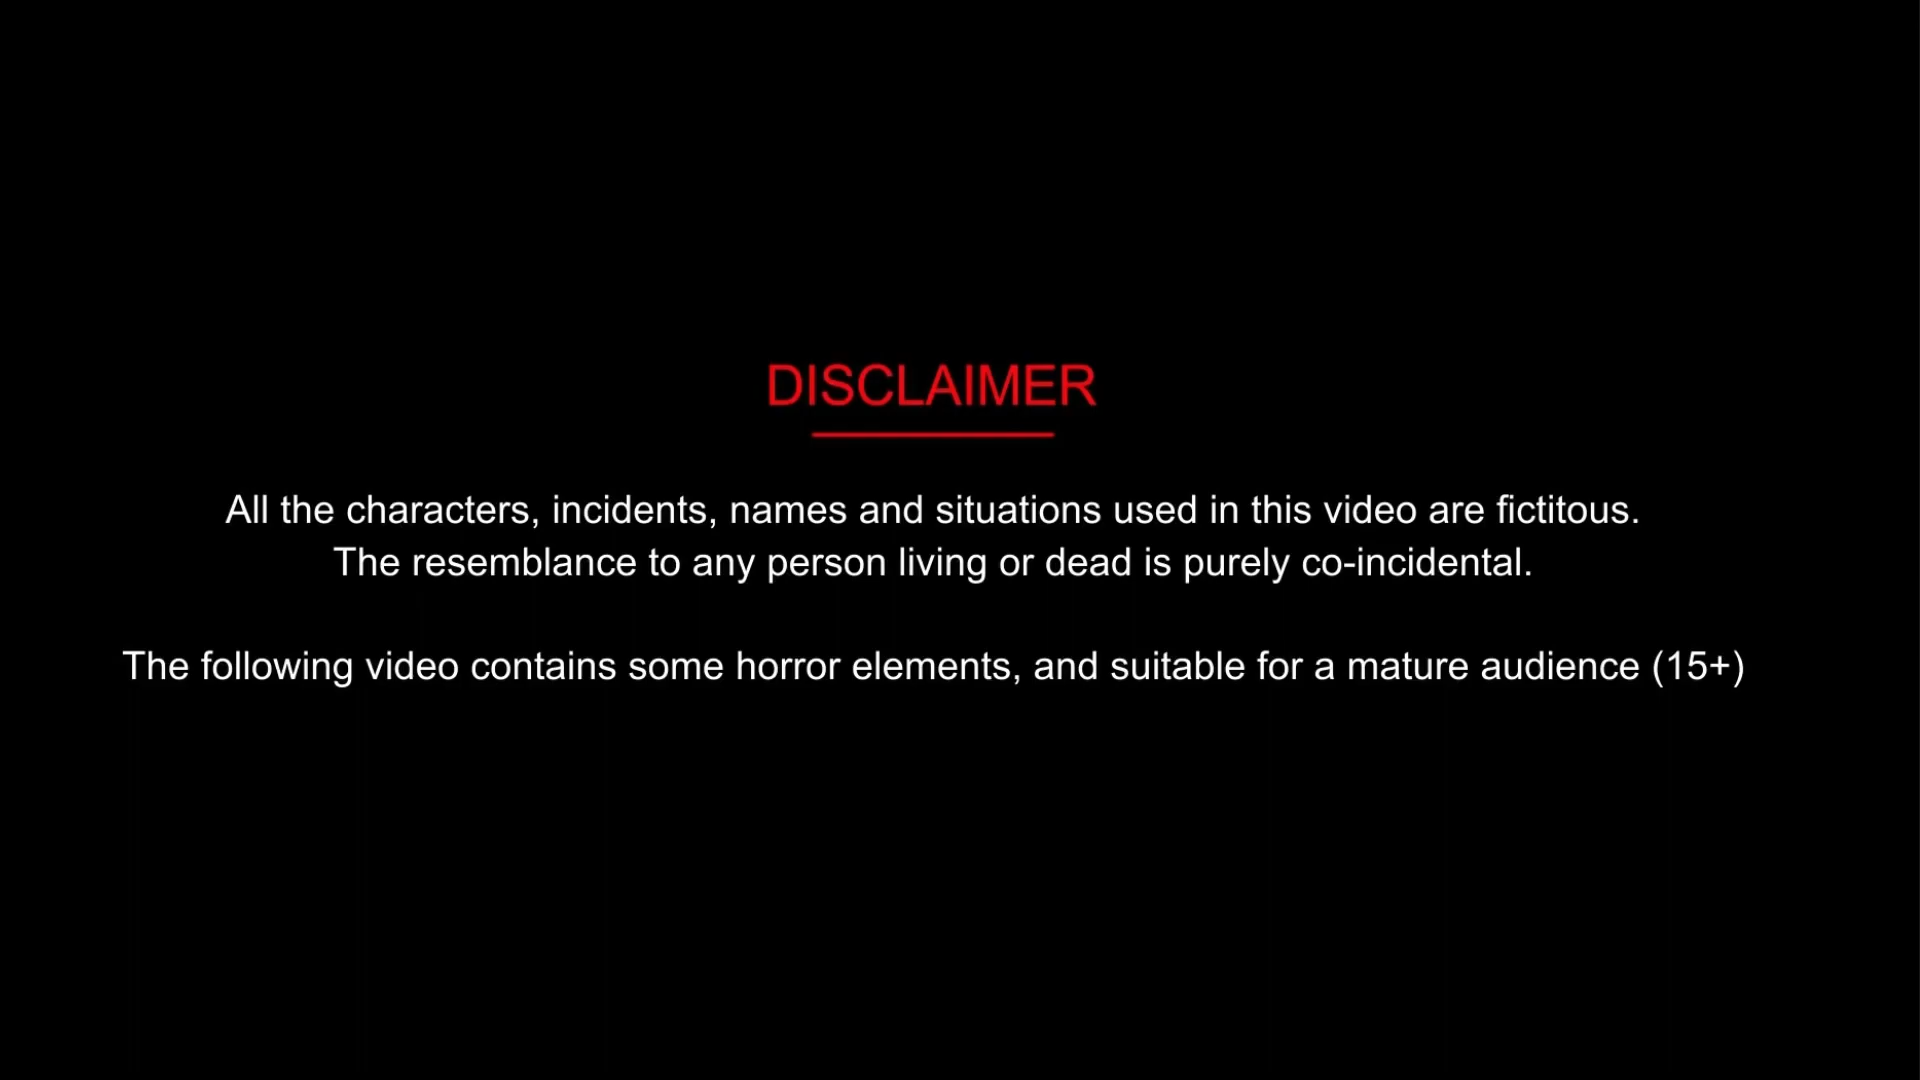 DISCLAIMER
All the characters, incidents, names and situations used in this video are fictitous.
The resemblance to any person living or dead is purely co-incidental.
The following video contains some horror elements, and suitable for a mature audience (15+)